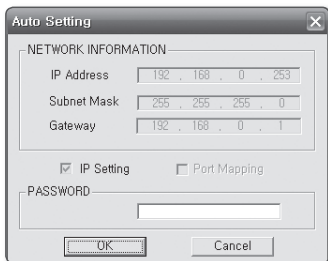 Auto Setting
NETWORK INFORMATION
IP Address 192 . 168 . 0 . 253
Subnet Mask 255 . 255 . 255 . 0
Gateway 192 . 168 . 0 . 1
IP Setting Port Mapping
PASSWORD
OK Cancel